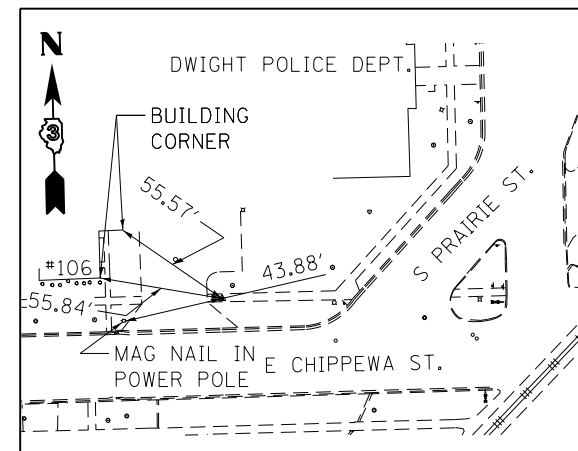 N
3
DWIGHT POLICE DEPT.
BUILDING
CORNER
55.57'
S PRAIRIE ST.
#106
43.88'
55.84'
MAG NAIL IN
POWER POLE
E CHIPPEWA ST.